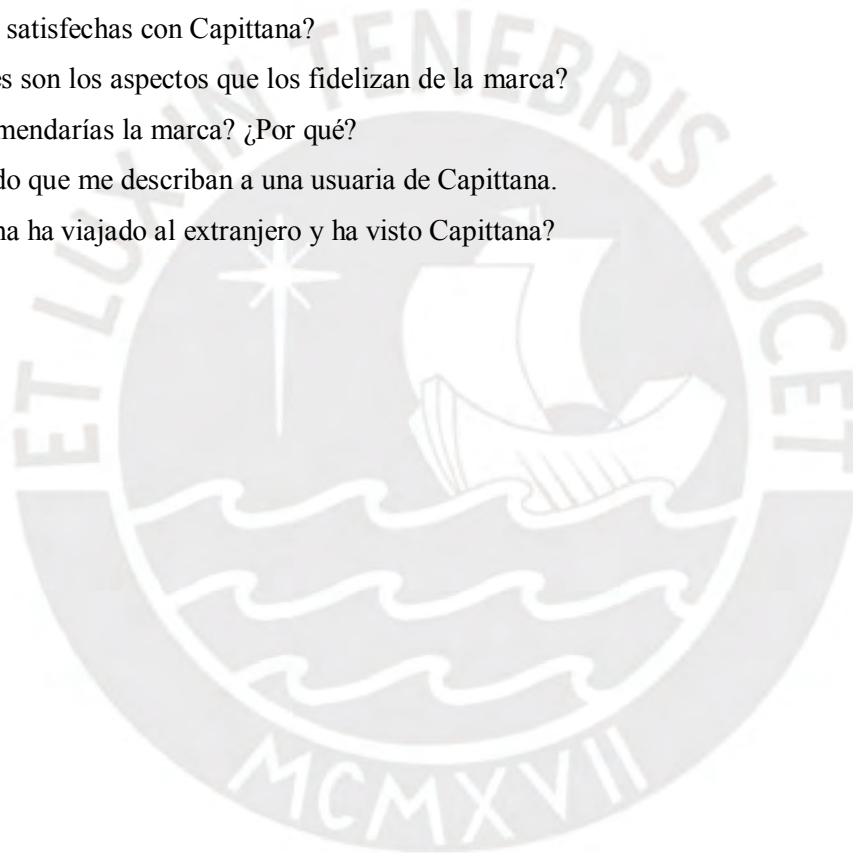 satisfechas con Capittana?
es son los aspectos que los fidelizan de la marca?
mendarías la marca? ¿Por qué?
do que me describan a una usuaria de Capittana.
na ha viajado al extranjero y ha visto Capittana?
ET LUX IN TENEBRIS LUCET
MCMXVII